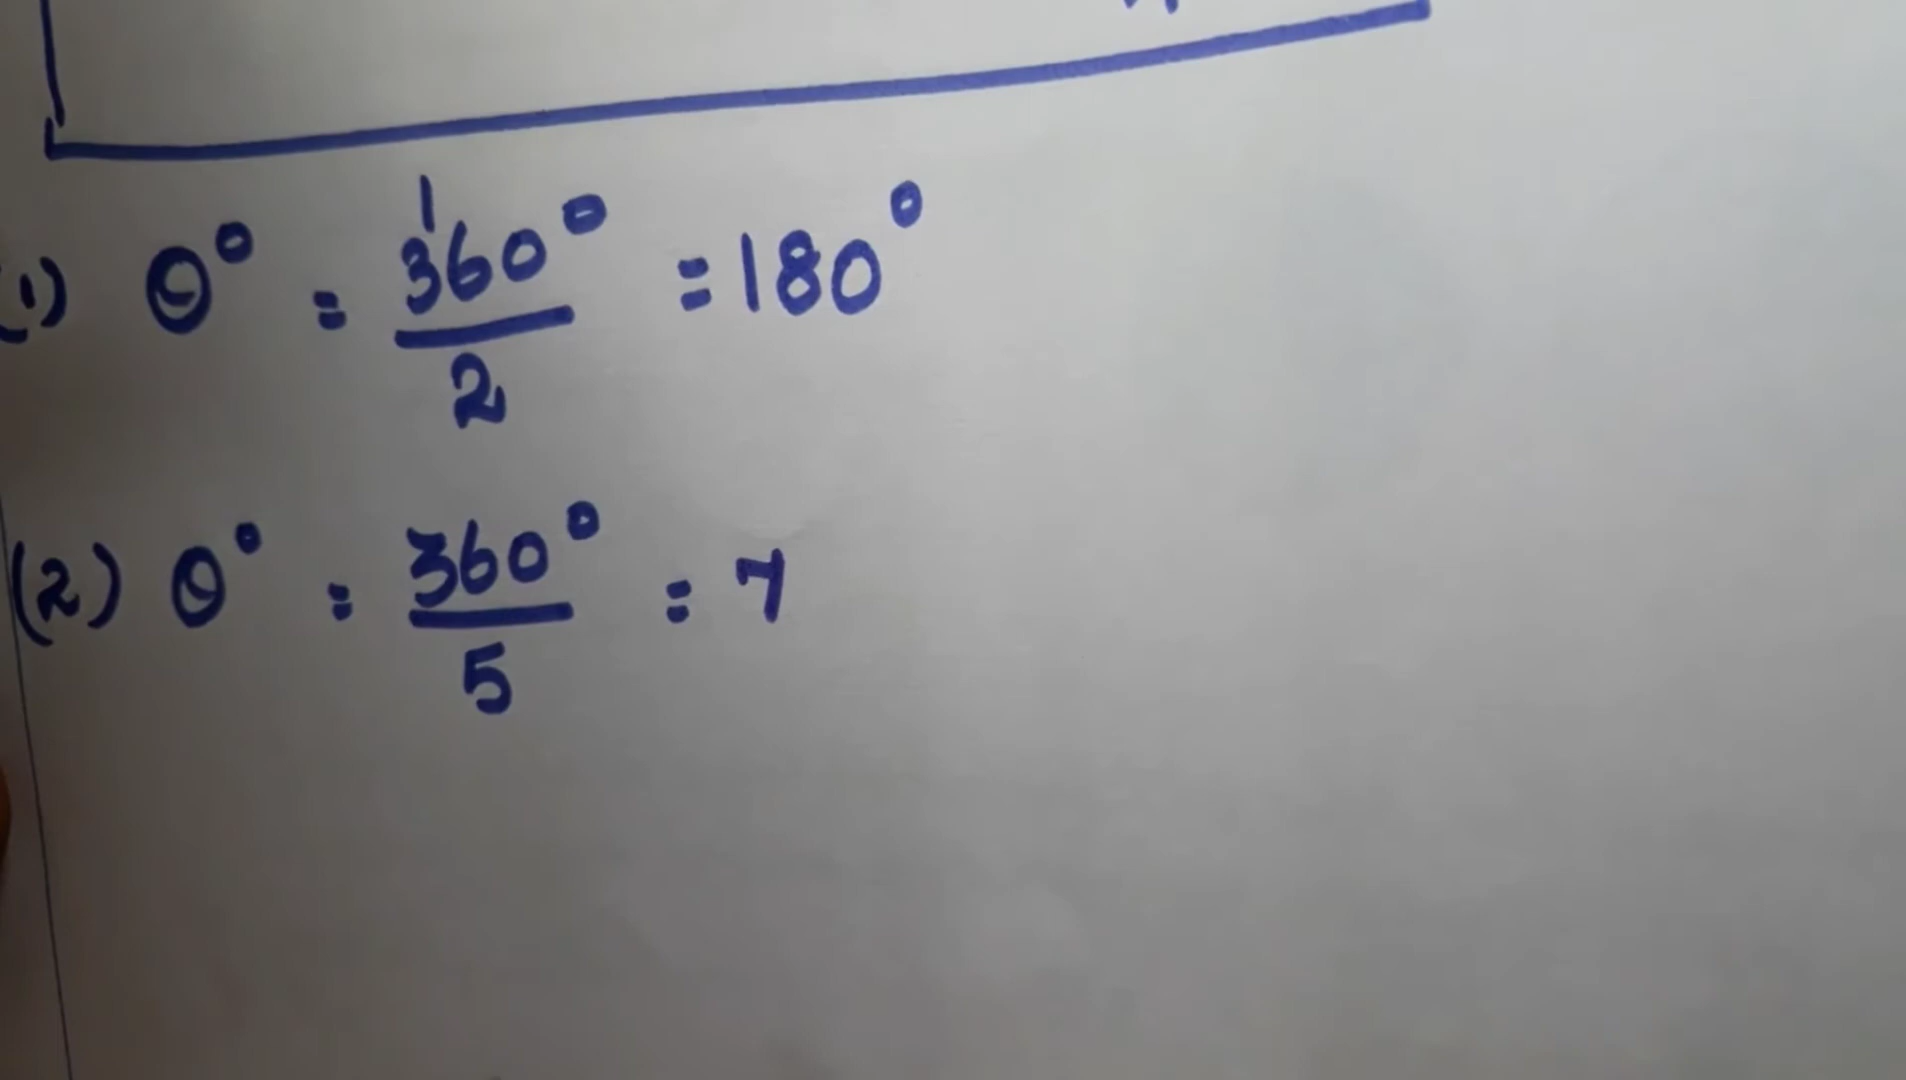 (1) θ° = 360°/2 = 180°
(2) θ° = 360°/5 = 7